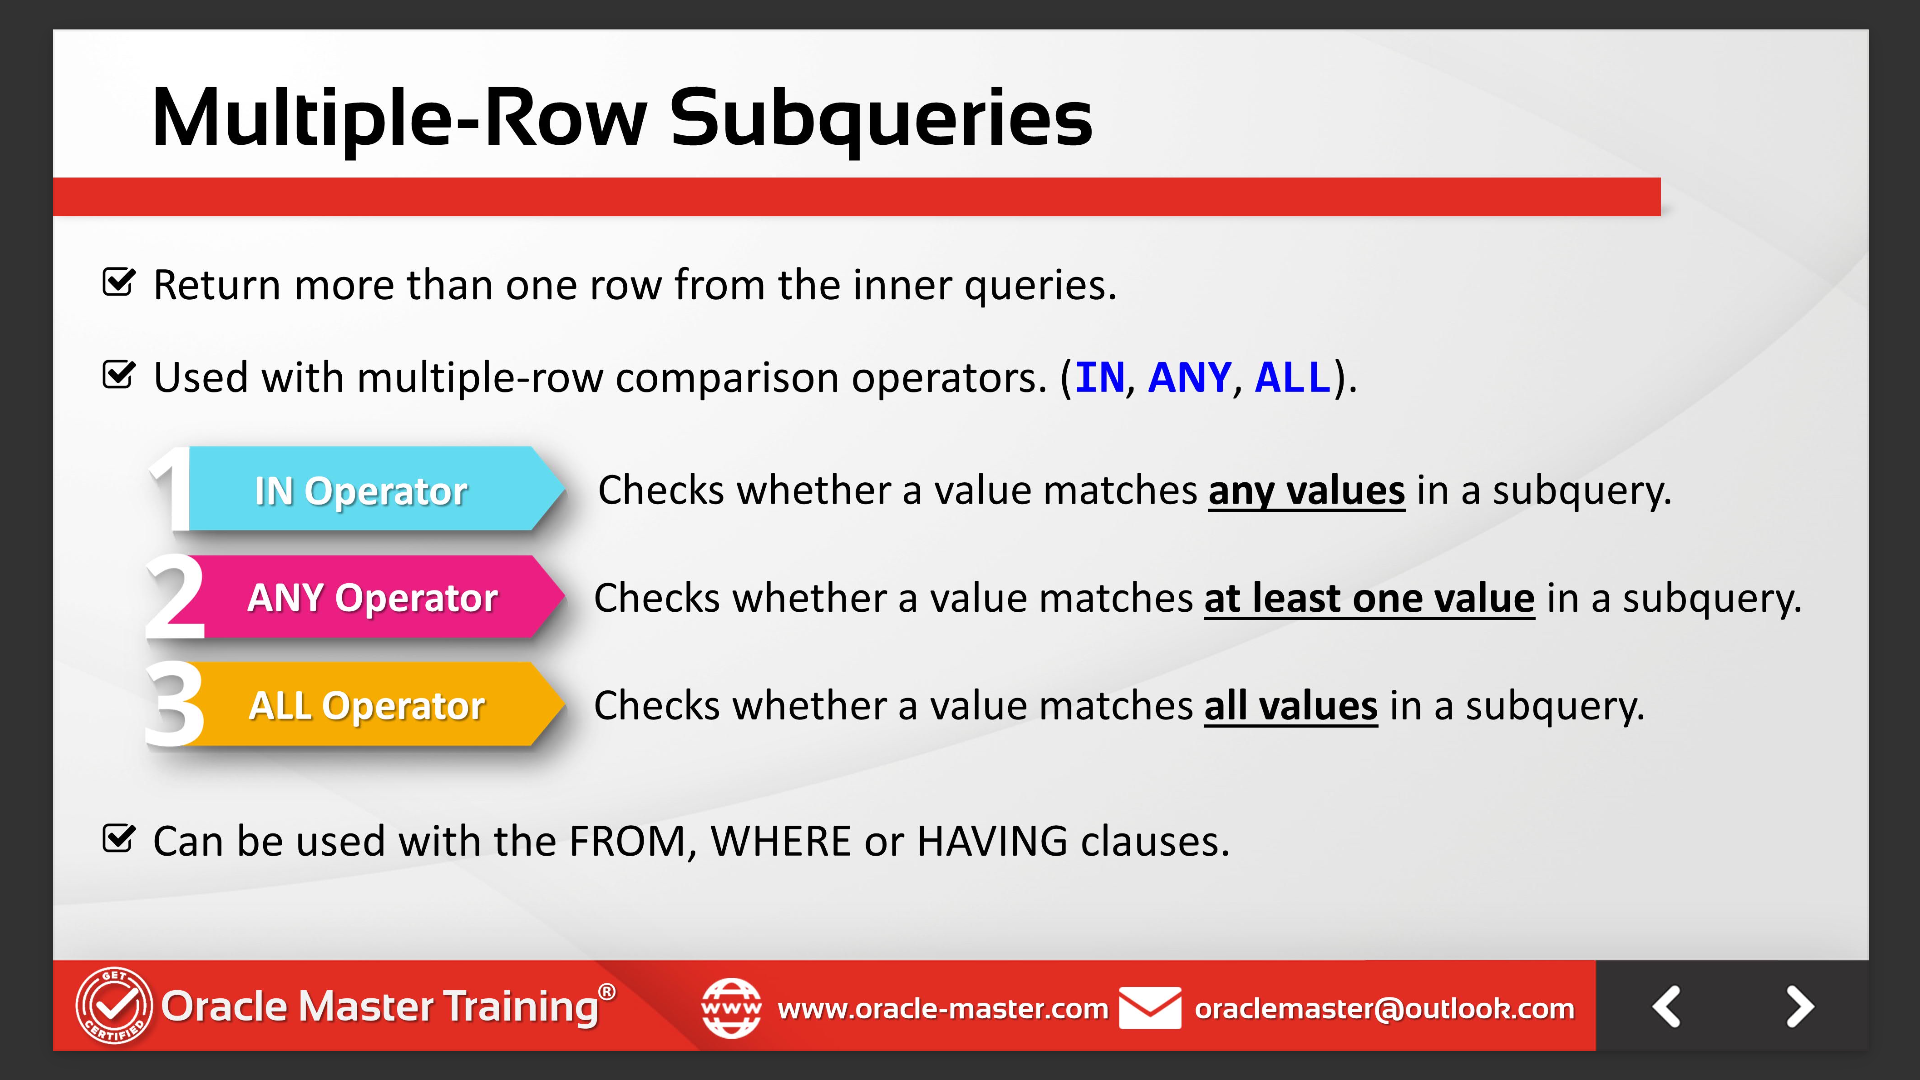 Multiple-Row Subqueries
Return more than one row from the inner queries.
Used with multiple-row comparison operators. (IN, ANY, ALL).
1 IN Operator Checks whether a value matches any values in a subquery.
2 ANY Operator Checks whether a value matches at least one value in a subquery.
3 ALL Operator Checks whether a value matches all values in a subquery.
Can be used with the FROM, WHERE or HAVING clauses.
GET CERTIFIED Oracle Master Training® www www.oracle-master.com oraclemaster@outlook.com